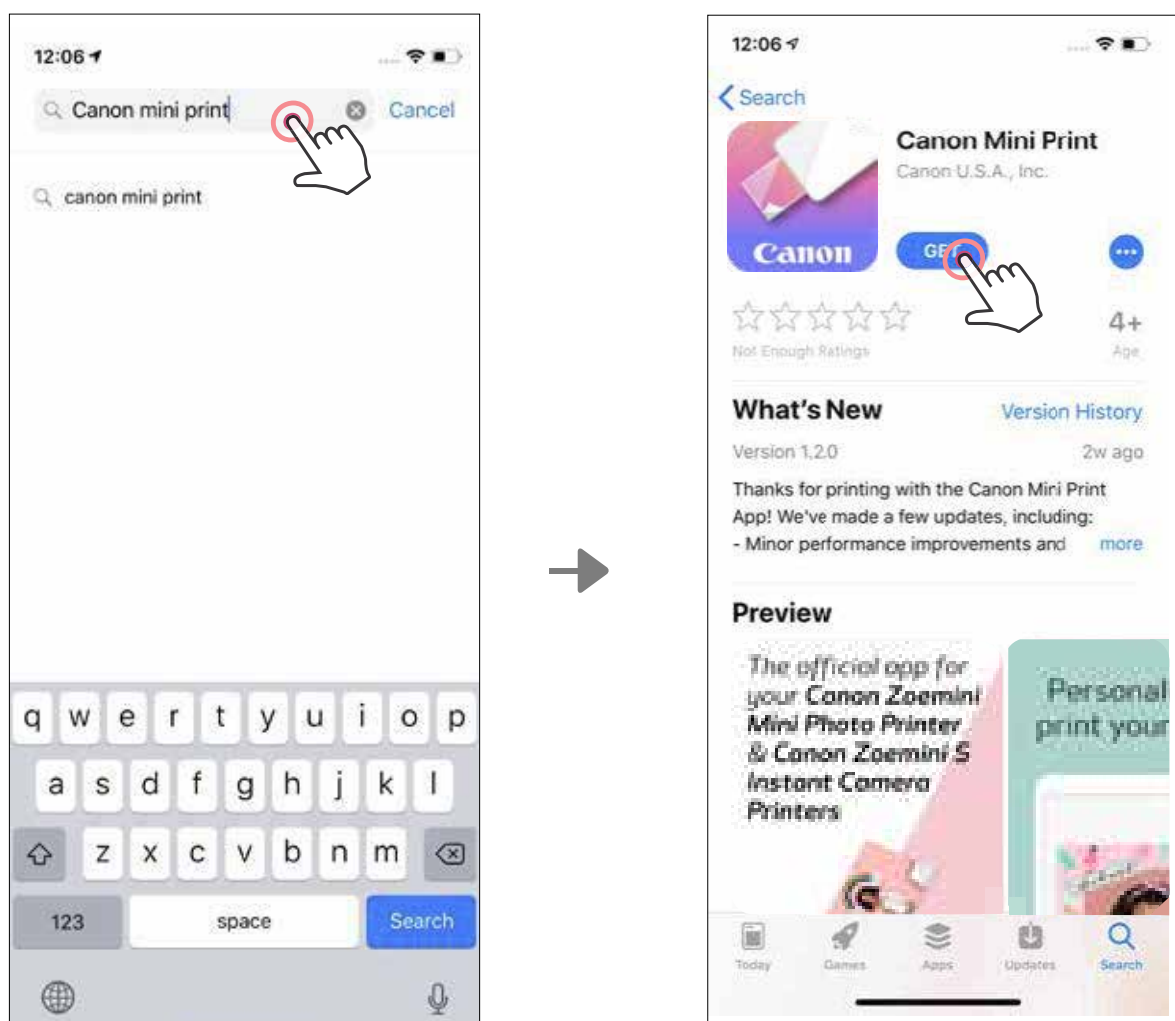 12:06
Canon mini print
Cancel
canon mini print
q w e r t y u i o p
a s d f g h j k l
z x c v b n m
123
space
Search
12:06
Search
Canon
Canon Mini Print
Canon U.S.A., Inc.
GET
Not Enough Ratings
4+
Age
What's New
Version History
Version 1.2.0
2w ago
Thanks for printing with the Canon Mini Print
App! We've made a few updates, including:
- Minor performance improvements and
more
Preview
The official app for
your Canon Zoemini
Mini Photo Printer
& Canon Zoemini S
Instant Camera
Printers
Personal
print your
Today
Games
Apps
Updates
Search